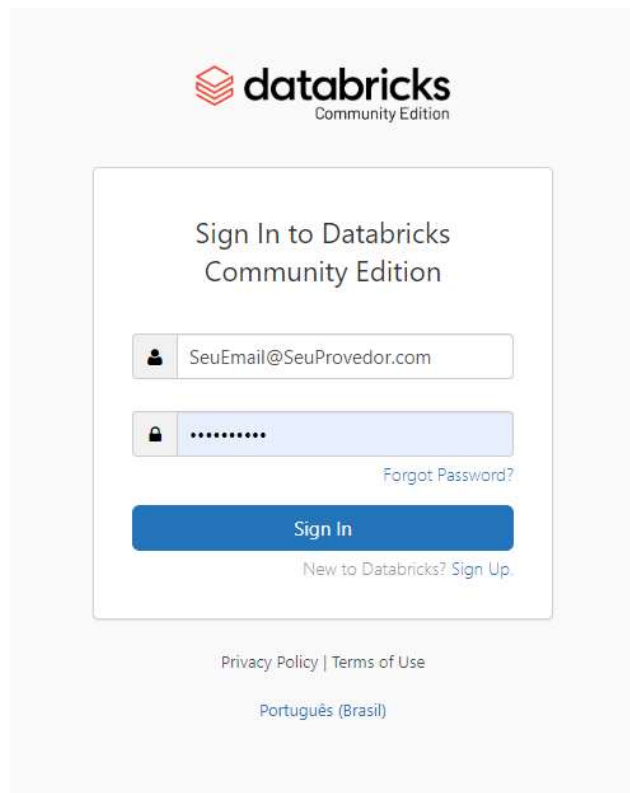 databricks
Community Edition
Sign In to Databricks
Community Edition
SeuEmail@SeuProvedor.com
••••••••••
Forgot Password?
Sign In
New to Databricks? Sign Up.
Privacy Policy | Terms of Use
Português (Brasil)